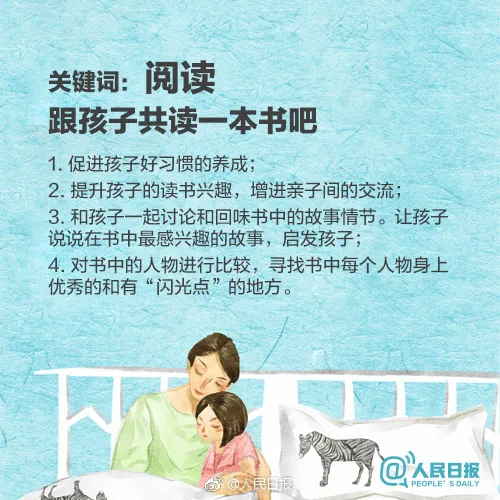 关键词：阅读
跟孩子共读一本书吧
1. 促进孩子好习惯的养成；
2. 提升孩子的读书兴趣，增进亲子间的交流；
3. 和孩子一起讨论和回味书中的故事情节。让孩子
说说在书中最感兴趣的故事，启发孩子；
4. 对书中的人物进行比较，寻找书中每个人物身上
优秀的和有“闪光点”的地方。
@人民日报
@人民日报
PEOPLE'S DAILY